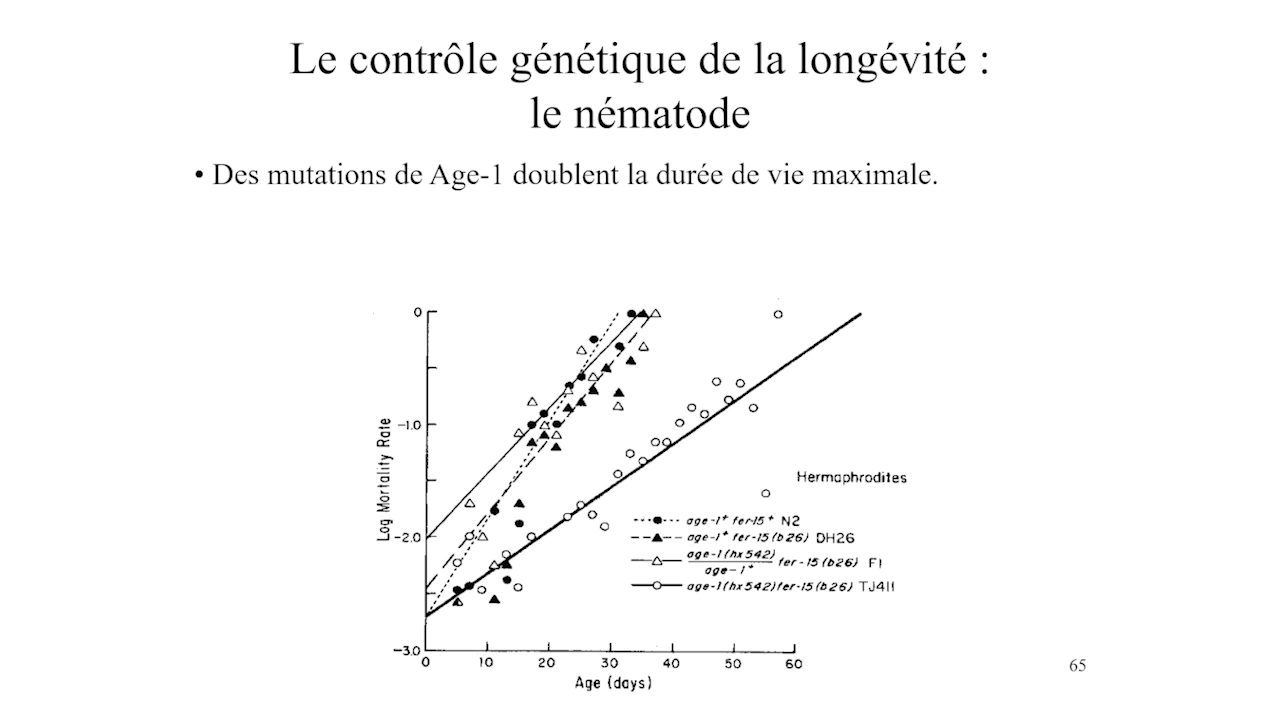 Le contrôle génétique de la longévité :
le nématode
• Des mutations de Age-1 doublent la durée de vie maximale.
0
-1.0
-2.0
-3.0
Log Mortality Rate
Hermaphrodites
age-1+ fer-15+ N2
age-1+ fer-15(b26) DH26
age-1(hx542)
age-1+ fer-15(b26) F1
age-1(hx542)fer-15(b26) TJ411
0 10 20 30 40 50 60
Age (days)
65